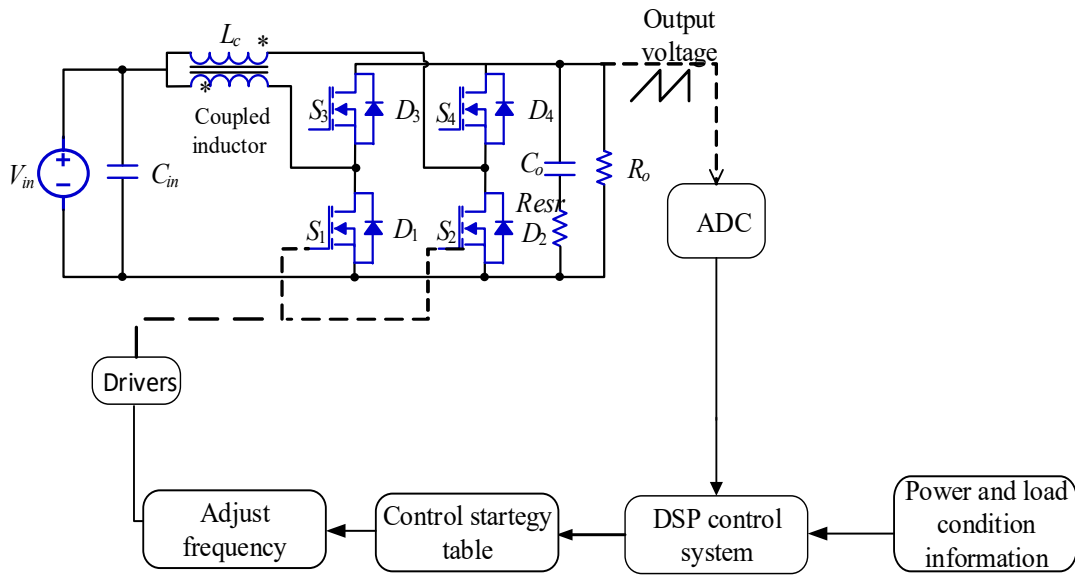 Output
voltage
Lc *
*
Coupled
inductor
S3 D3 S4 D4
Vin Cin
Co Ro
Resr
S1 D1 S2 D2
ADC
Drivers
Adjust
frequency
Control startegy
table
DSP control
system
Power and load
condition
information